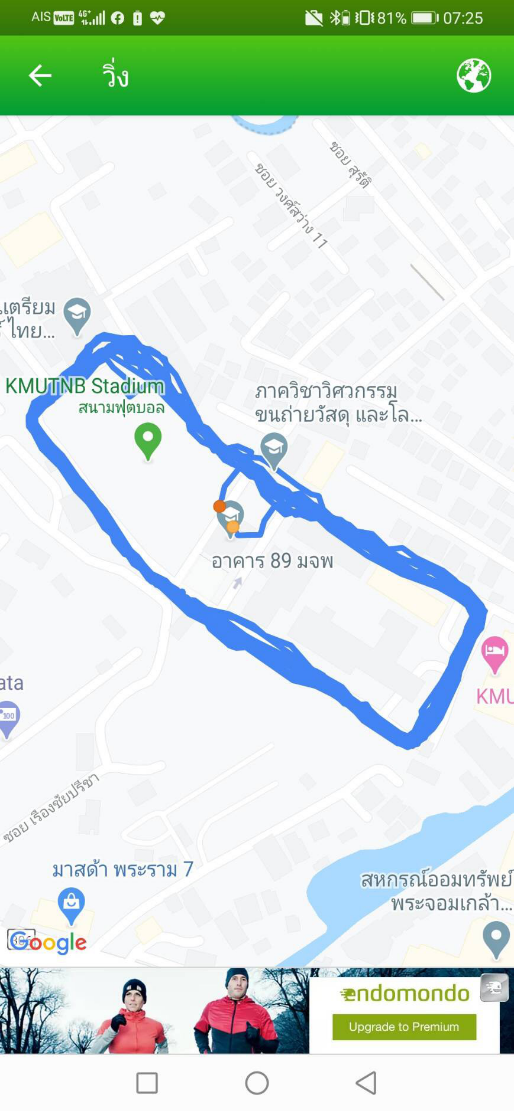 AIS VoLTE 4G+ 81% 07:25
วิ่ง
ซอย สุรัติ
ซอย วงศ์สว่าง 11
แตรียม
ไทย...
KMUTNB Stadium
สนามฟุตบอล
ภาควิชาวิศวกรรม
ขนถ่ายวัสดุ และโล...
อาคาร 89 มจพ
KMU
ata
ซอย เรืองชัยปรีชา
มาสด้า พระราม 7
สหกรณ์ออมทรัพย์
พระจอมเกล้า...
Google
endomondo
Upgrade to Premium